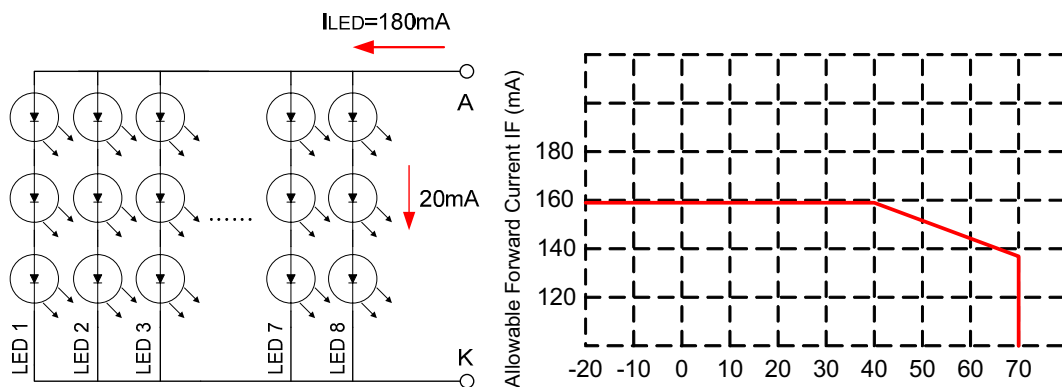 ILED=180mA
A
20mA
......
K
LED 1
LED 2
LED 3
LED 7
LED 8
Allowable Forward Current IF (mA)
180
160
140
120
-20 -10 0 10 20 30 40 50 60 70